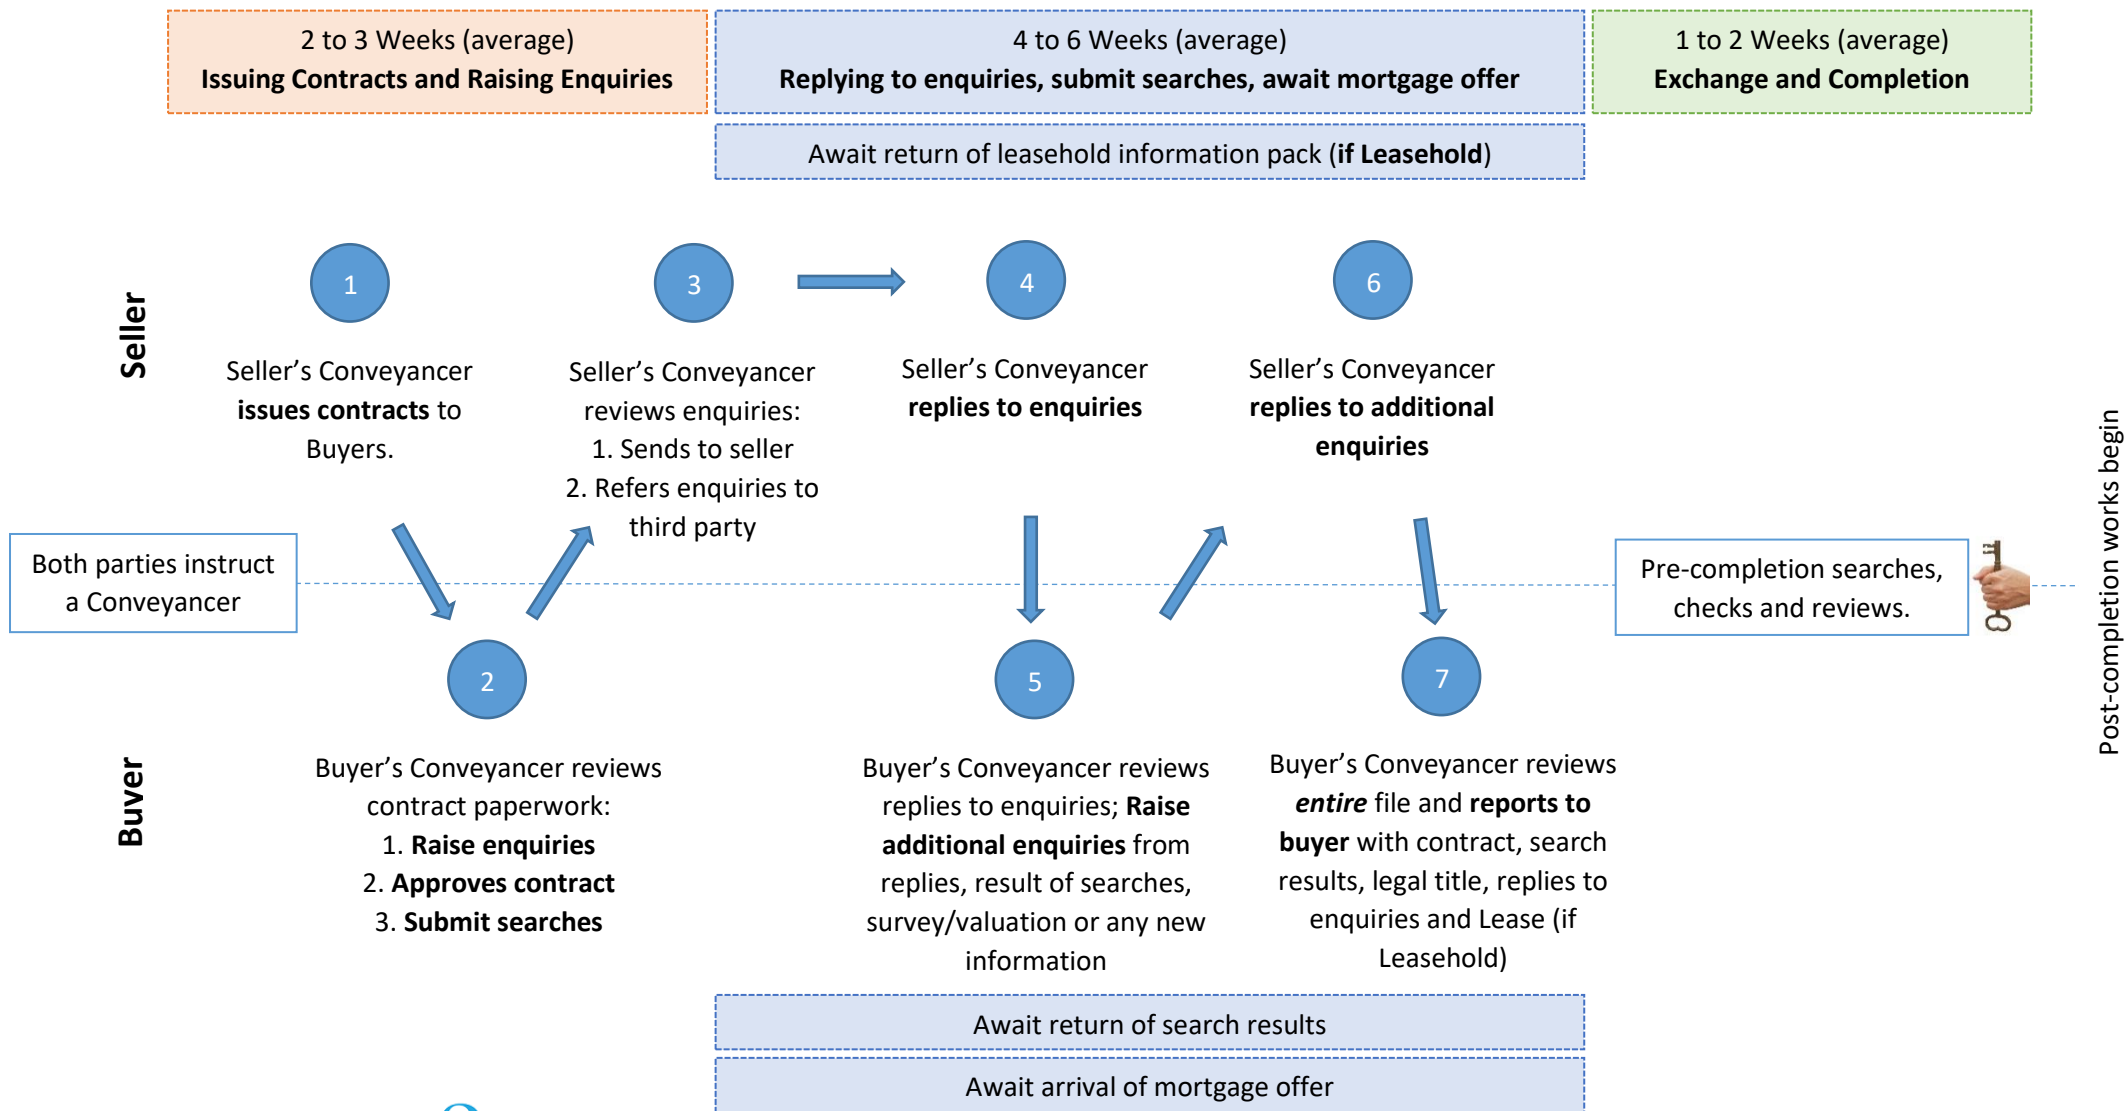 2 to 3 Weeks (average)
Issuing Contracts and Raising Enquiries
4 to 6 Weeks (average)
Replying to enquiries, submit searches, await mortgage offer
1 to 2 Weeks (average)
Exchange and Completion
Await return of leasehold information pack (if Leasehold)
Seller
1
3
4
6
Seller’s Conveyancer
issues contracts to
Buyers.
Seller’s Conveyancer
reviews enquiries:
1. Sends to seller
2. Refers enquiries to
third party
Seller’s Conveyancer
replies to enquiries
Seller’s Conveyancer
replies to additional
enquiries
Both parties instruct
a Conveyancer
Pre-completion searches,
checks and reviews.
Post-completion works begin
Buyer
2
5
7
Buyer’s Conveyancer reviews
contract paperwork:
1. Raise enquiries
2. Approves contract
3. Submit searches
Buyer’s Conveyancer reviews
replies to enquiries; Raise
additional enquiries from
replies, result of searches,
survey/valuation or any new
information
Buyer’s Conveyancer reviews
entire file and reports to
buyer with contract, search
results, legal title, replies to
enquiries and Lease (if
Leasehold)
Await return of search results
Await arrival of mortgage offer